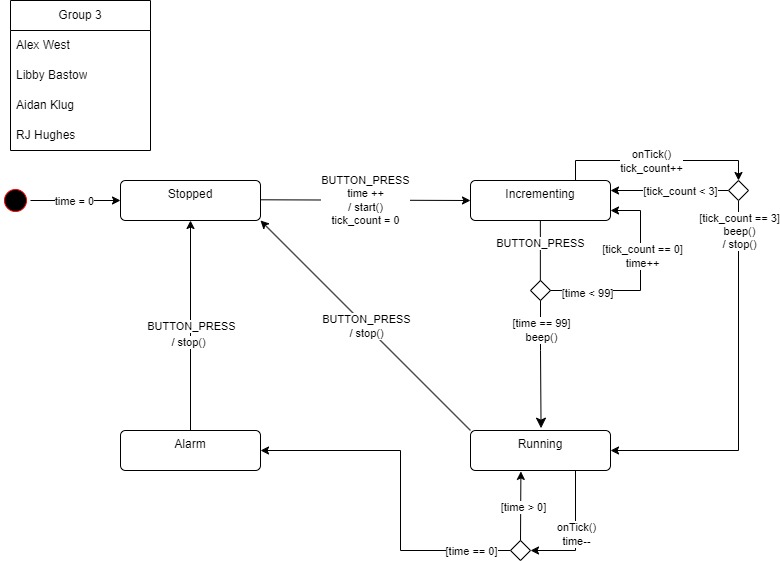 Group 3
Alex West
Libby Bastow
Aidan Klug
RJ Hughes
time = 0
Stopped
BUTTON_PRESS
time ++
/ start()
tick_count = 0
Incrementing
onTick()
tick_count++
[tick_count < 3]
[tick_count == 3]
beep()
/ stop()
BUTTON_PRESS
[tick_count == 0]
time++
[time < 99]
[time == 99]
beep()
BUTTON_PRESS
/ stop()
BUTTON_PRESS
/ stop()
Alarm
Running
[time > 0]
onTick()
time--
[time == 0]